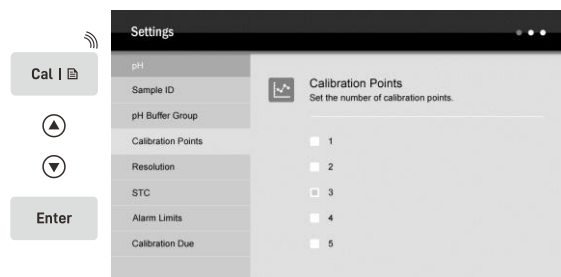 Settings
Cal |
pH
Sample ID
pH Buffer Group
Calibration Points
Resolution
STC
Alarm Limits
Calibration Due
Enter
Calibration Points
Set the number of calibration points.
1
2
3
4
5